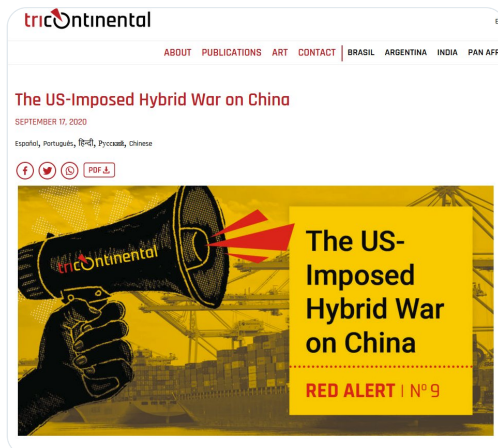 tricontinental
ABOUT PUBLICATIONS ART CONTACT BRASIL ARGENTINA INDIA PAN AFR
The US-Imposed Hybrid War on China
SEPTEMBER 17, 2020
Español, Português, हिन्दी, Русский, Chinese
PDF
tricontinental
The US-
Imposed
Hybrid War
on China
RED ALERT | Nº 9